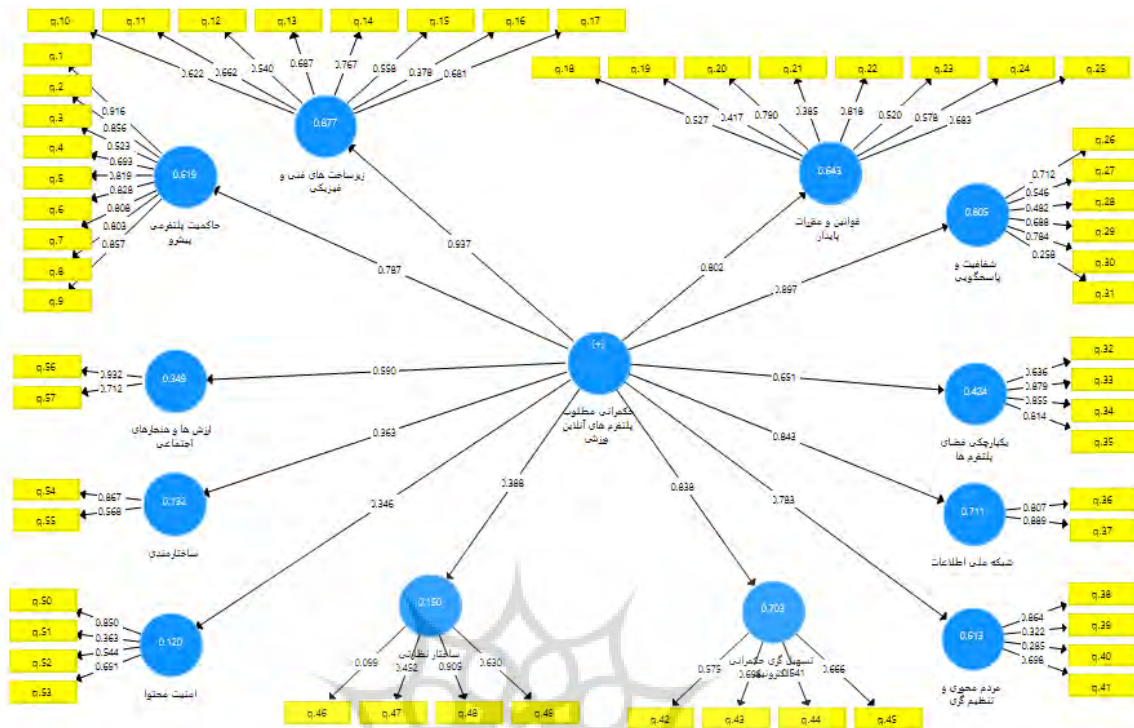 q.10 q.11 q.12 q.13 q.14 q.15 q.16 q.17
0.622 0.662 0.540 0.687 0.767 0.558 0.378 0.681
0.877
زیرساخت های فنی و
فیزیکی
q.18 q.19 q.20 q.21 q.22 q.23 q.24 q.25
0.527 0.417 0.790 0.385 0.818 0.520 0.578 0.683
0.643
قوانین و مقررات
پایدار
q.1
q.2
q.3
q.4
q.5
q.6
q.7
q.8
q.9
0.916
0.856
0.523
0.693
0.819
0.828
0.808
0.803
0.857
0.619
حاکمیت پلتفرمی
پیشرو
q.26
q.27
q.28
q.29
q.30
q.31
0.712
0.546
0.482
0.688
0.784
0.258
0.805
شفافیت و
پاسخگویی
0.937
0.787
0.802
0.897
0.590
0.651
0.363
0.843
0.346
0.388
0.838
0.783
[+]
حکمرانی مطلوب
پلتفرم های آنلاین
ورزشی
q.56
q.57
0.932
0.712
0.349
ارزش ها و هنجارهای
اجتماعی
q.32
q.33
q.34
q.35
0.636
0.879
0.855
0.814
0.424
یکپارچگی فضای
پلتفرم ها
q.54
q.55
0.867
0.568
0.132
ساختارمندی
q.36
q.37
0.807
0.889
0.711
شبکه ملی اطلاعات
q.50
q.51
q.52
q.53
0.850
0.363
0.544
0.651
0.120
امنیت محتوا
0.150
ساختار نظارتی
0.099 0.452 0.905 0.630
q.46 q.47 q.48 q.49
0.703
تسهیل گری حکمرانی
الکترونیک
0.575 0.541 0.666
q.42 q.43 q.44 q.45
q.38
q.39
q.40
q.41
0.864
0.322
0.285
0.698
0.613
مردم محوری و
تنظیم گری